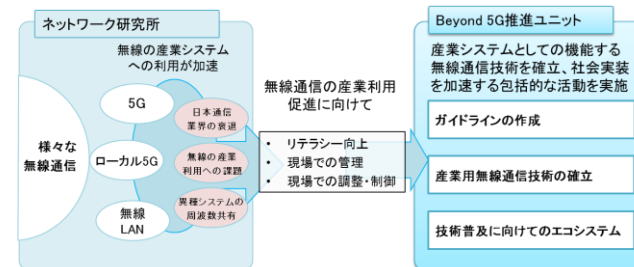 ネットワーク研究所
無線の産業システム
への利用が加速
様々な
無線通信
5G
ローカル5G
無線
LAN
日本通信
業界の衰退
無線の産業
利用への課題
異種システムの
周波数共有
無線通信の産業利用
促進に向けて
• リテラシー向上
• 現場での管理
• 現場での調整・制御
Beyond 5G推進ユニット
産業システムとしての機能する
無線通信技術を確立、社会実装
を加速する包括的な活動を実施
ガイドラインの作成
産業用無線通信技術の確立
技術普及に向けてのエコシステム